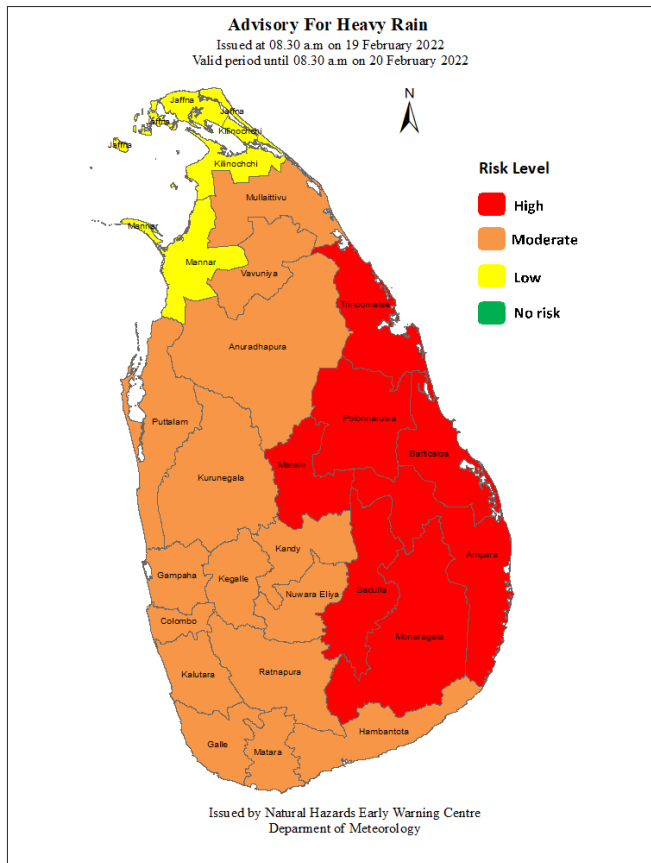 Advisory For Heavy Rain
Issued at 08.30 a.m on 19 February 2022
Valid period until 08.30 a.m on 20 February 2022
N
Jaffna
Jaffna
Jaffna
Kilinochchi
Jaffna
Kilinochchi
Risk Level
High
Mullaittivu
Mannar
Moderate
Mannar
Vavuniya
Low
Trincomalee
No risk
Anuradhapura
Polonnaruwa
Puttalam
Batticaloa
Matale
Kurunegala
Kandy
Ampara
Gampaha
Kegalle
Nuwara Eliya
Badulla
Colombo
Moneragala
Kalutara
Ratnapura
Hambantota
Galle
Matara
Issued by Natural Hazards Early Warning Centre
Deparment of Meteorology